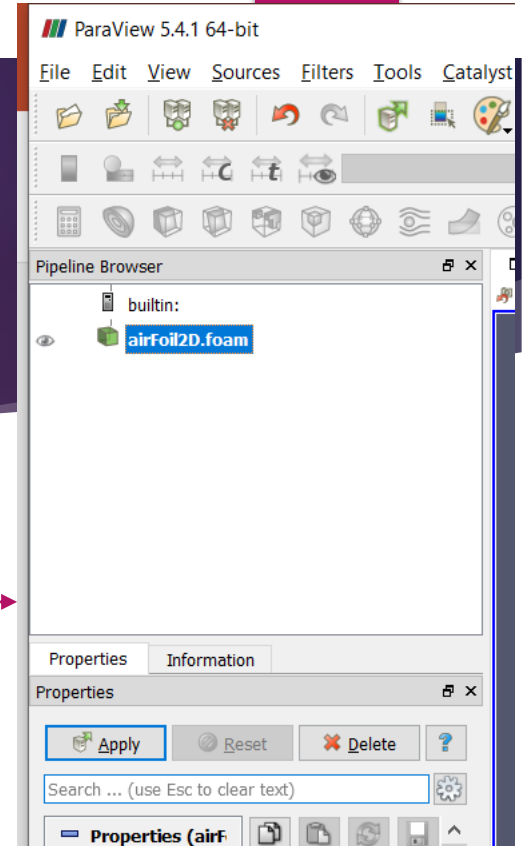 ParaView 5.4.1 64-bit
File Edit View Sources Filters Tools Catalyst
Pipeline Browser
builtin:
airFoil2D.foam
Properties Information
Properties
Apply Reset Delete ?
Search ... (use Esc to clear text)
Properties (airF